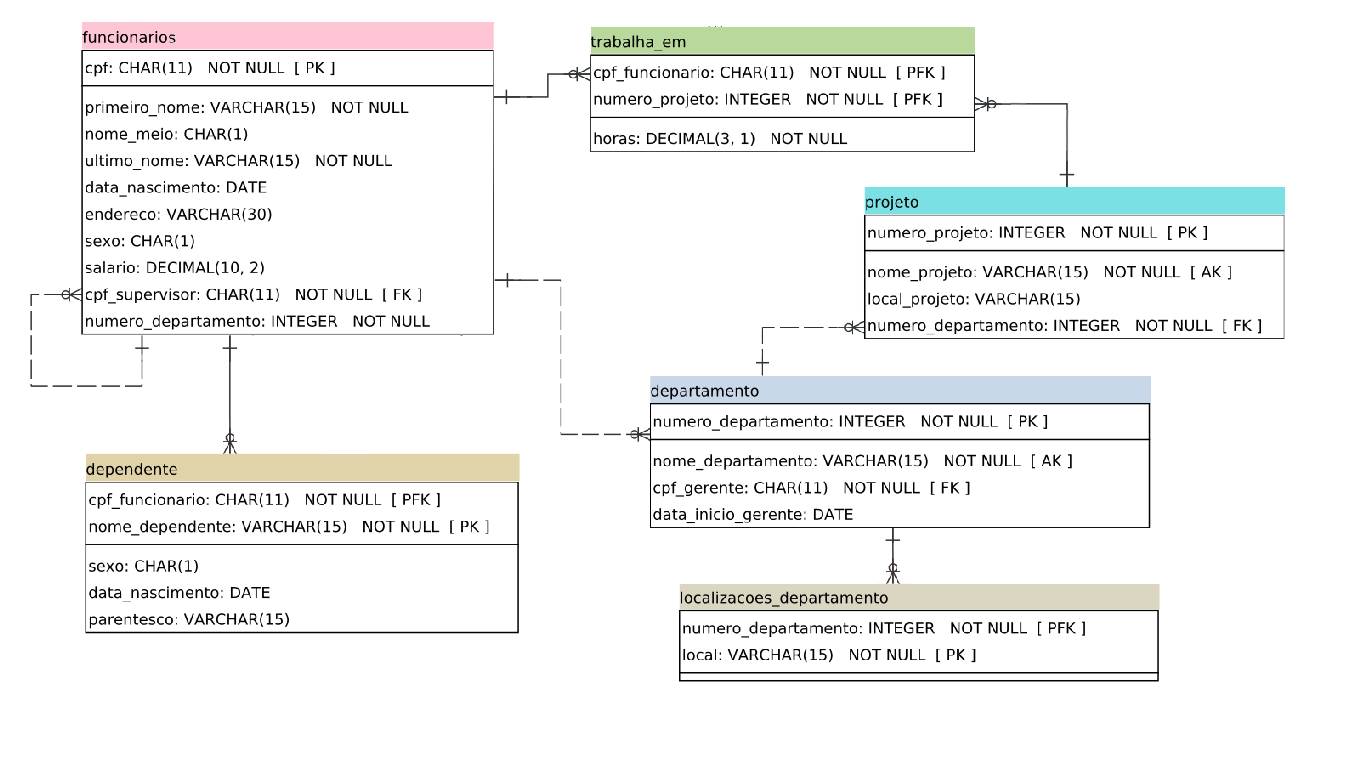 funcionarios
cpf: CHAR(11) NOT NULL [ PK ]
primeiro_nome: VARCHAR(15) NOT NULL
nome_meio: CHAR(1)
ultimo_nome: VARCHAR(15) NOT NULL
data_nascimento: DATE
endereco: VARCHAR(30)
sexo: CHAR(1)
salario: DECIMAL(10, 2)
cpf_supervisor: CHAR(11) NOT NULL [ FK ]
numero_departamento: INTEGER NOT NULL
trabalha_em
cpf_funcionario: CHAR(11) NOT NULL [ PFK ]
numero_projeto: INTEGER NOT NULL [ PFK ]
horas: DECIMAL(3, 1) NOT NULL
projeto
numero_projeto: INTEGER NOT NULL [ PK ]
nome_projeto: VARCHAR(15) NOT NULL [ AK ]
local_projeto: VARCHAR(15)
numero_departamento: INTEGER NOT NULL [ FK ]
departamento
numero_departamento: INTEGER NOT NULL [ PK ]
nome_departamento: VARCHAR(15) NOT NULL [ AK ]
cpf_gerente: CHAR(11) NOT NULL [ FK ]
data_inicio_gerente: DATE
dependente
cpf_funcionario: CHAR(11) NOT NULL [ PFK ]
nome_dependente: VARCHAR(15) NOT NULL [ PK ]
sexo: CHAR(1)
data_nascimento: DATE
parentesco: VARCHAR(15)
localizacoes_departamento
numero_departamento: INTEGER NOT NULL [ PFK ]
local: VARCHAR(15) NOT NULL [ PK ]